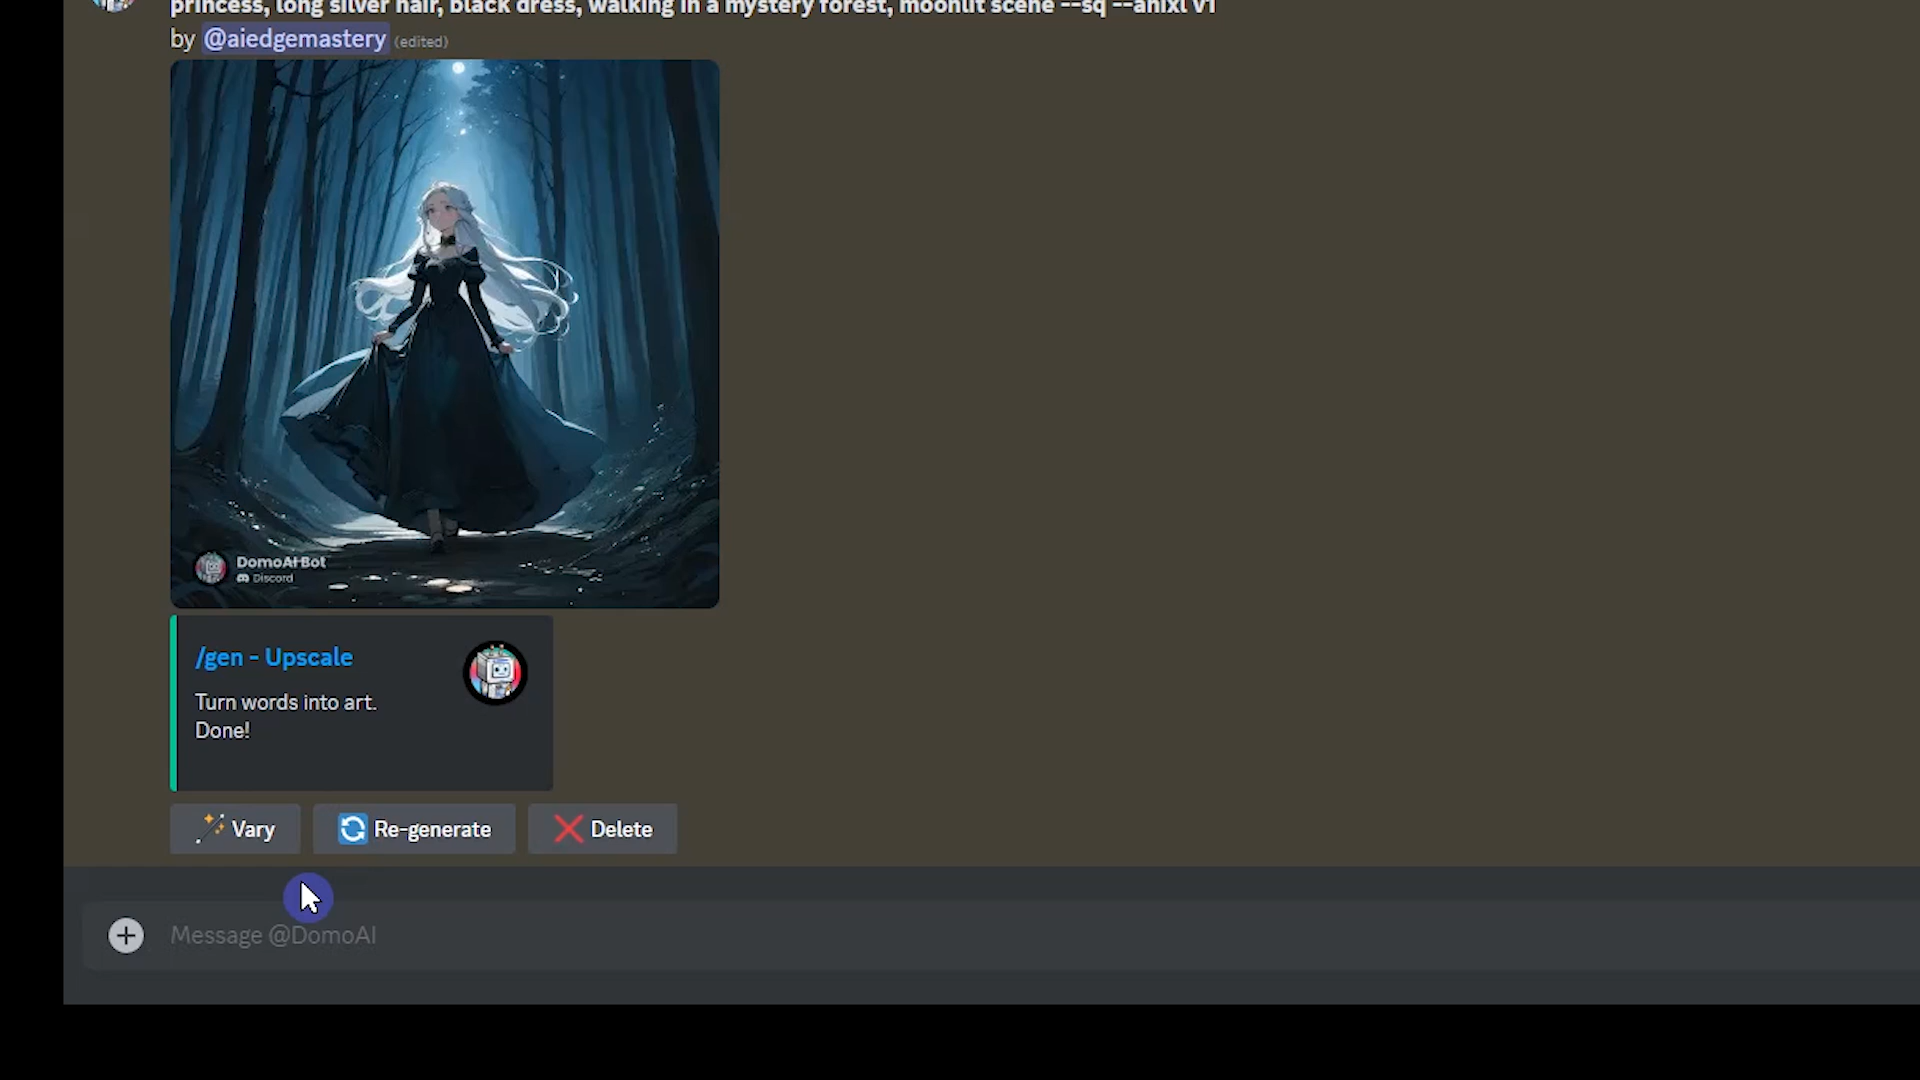 princess, long silver hair, black dress, walking in a mystery forest, moonlit scene --sq --anixl v1
by @aiedgemastery (edited)
DomoAI Bot
Discord
/gen - Upscale
Turn words into art.
Done!
Vary
Re-generate
Delete
Message @DomoAI